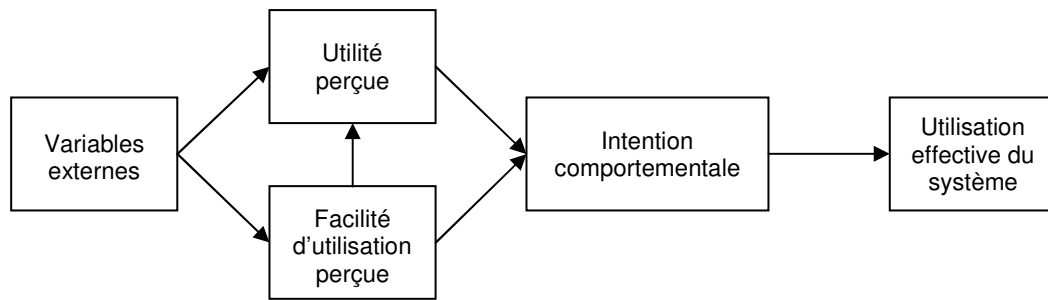 Variables
externes
Utilité
perçue
Facilité
d'utilisation
perçue
Intention
comportementale
Utilisation
effective du
système